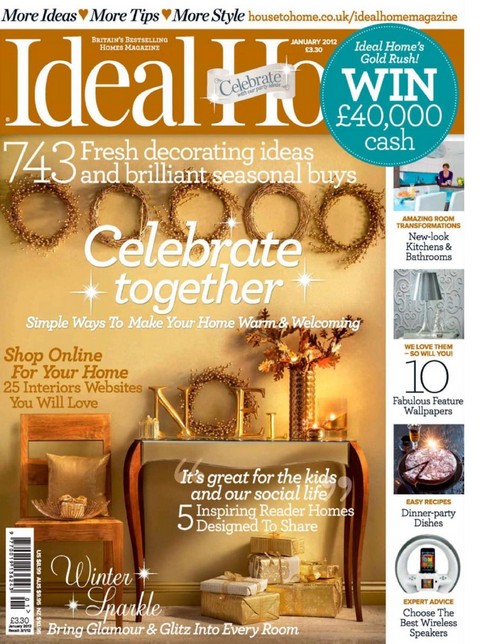 More Ideas ♥ More Tips ♥ More Style housetohome.co.uk/idealhomemagazine
BRITAIN'S BESTSELLING
HOMES MAGAZINE
JANUARY 2012
£3.30
Ideal Ho
Celebrate
with our party ideas
Ideal Home's
Gold Rush!
WIN
£40,000
cash
743 Fresh decorating ideas
and brilliant seasonal buys
Celebrate
together
Simple Ways To Make Your Home Warm & Welcoming
Shop Online
For Your Home
25 Interiors Websites
You Will Love
NOEL
"It's great for the kids
and our social life"
5 Inspiring Reader Homes
Designed To Share
Winter
Sparkle
Bring Glamour & Glitz Into Every Room
AMAZING ROOM
TRANSFORMATIONS
New-look
Kitchens &
Bathrooms
WE LOVE THEM
– SO WILL YOU!
10
Fabulous Feature
Wallpapers
EASY RECIPES
Dinner-party
Dishes
EXPERT ADVICE
Choose The
Best Wireless
Speakers
£3.30
January 2012